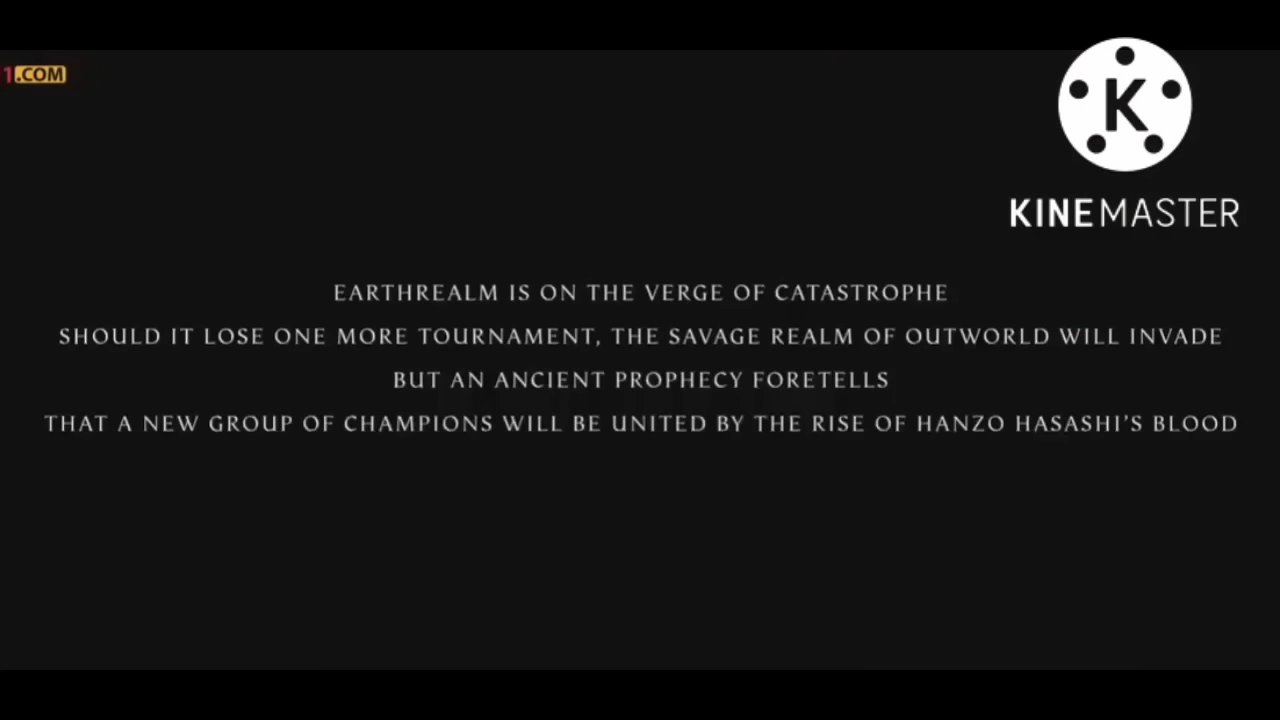 1.COM
K
KINEMASTER
EARTHREALM IS ON THE VERGE OF CATASTROPHE
SHOULD IT LOSE ONE MORE TOURNAMENT, THE SAVAGE REALM OF OUTWORLD WILL INVADE
BUT AN ANCIENT PROPHECY FORETELLS
THAT A NEW GROUP OF CHAMPIONS WILL BE UNITED BY THE RISE OF HANZO HASASHI'S BLOOD